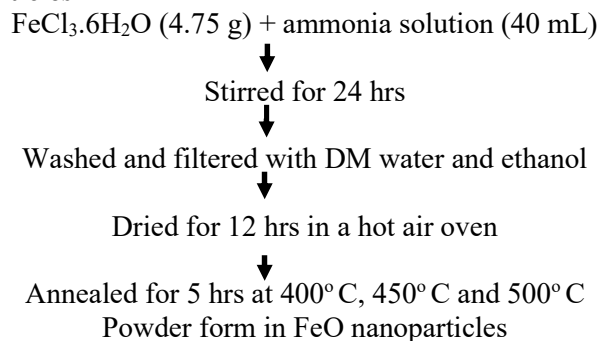 FeCl₃.6H₂O (4.75 g) + ammonia solution (40 mL)
Stirred for 24 hrs
Washed and filtered with DM water and ethanol
Dried for 12 hrs in a hot air oven
Annealed for 5 hrs at 400° C, 450° C and 500° C
Powder form in FeO nanoparticles